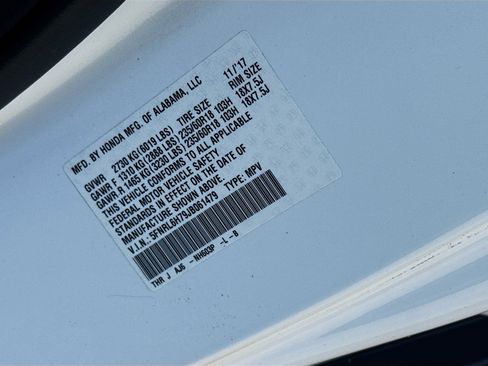 MFD. BY HONDA MFG. OF ALABAMA, LLC 11/'17
GVWR 2730 KG(6019 LBS) TIRE SIZE RIM SIZE
GAWR F 1310 KG (2888 LBS) 235/60R18 103H 18X7.5J
GAWR R 1465 KG(3230 LBS) 235/60R18 103H 18X7.5J
THIS VEHICLE CONFORMS TO ALL APPLICABLE
FEDERAL MOTOR VEHICLE SAFETY
STANDARDS IN EFFECT ON THE DATE OF
MANUFACTURE SHOWN ABOVE.
V.I.N.: 5FNRL6H79JB061479 TYPE: MPV
THR J AJ5 -NH603P -L -B